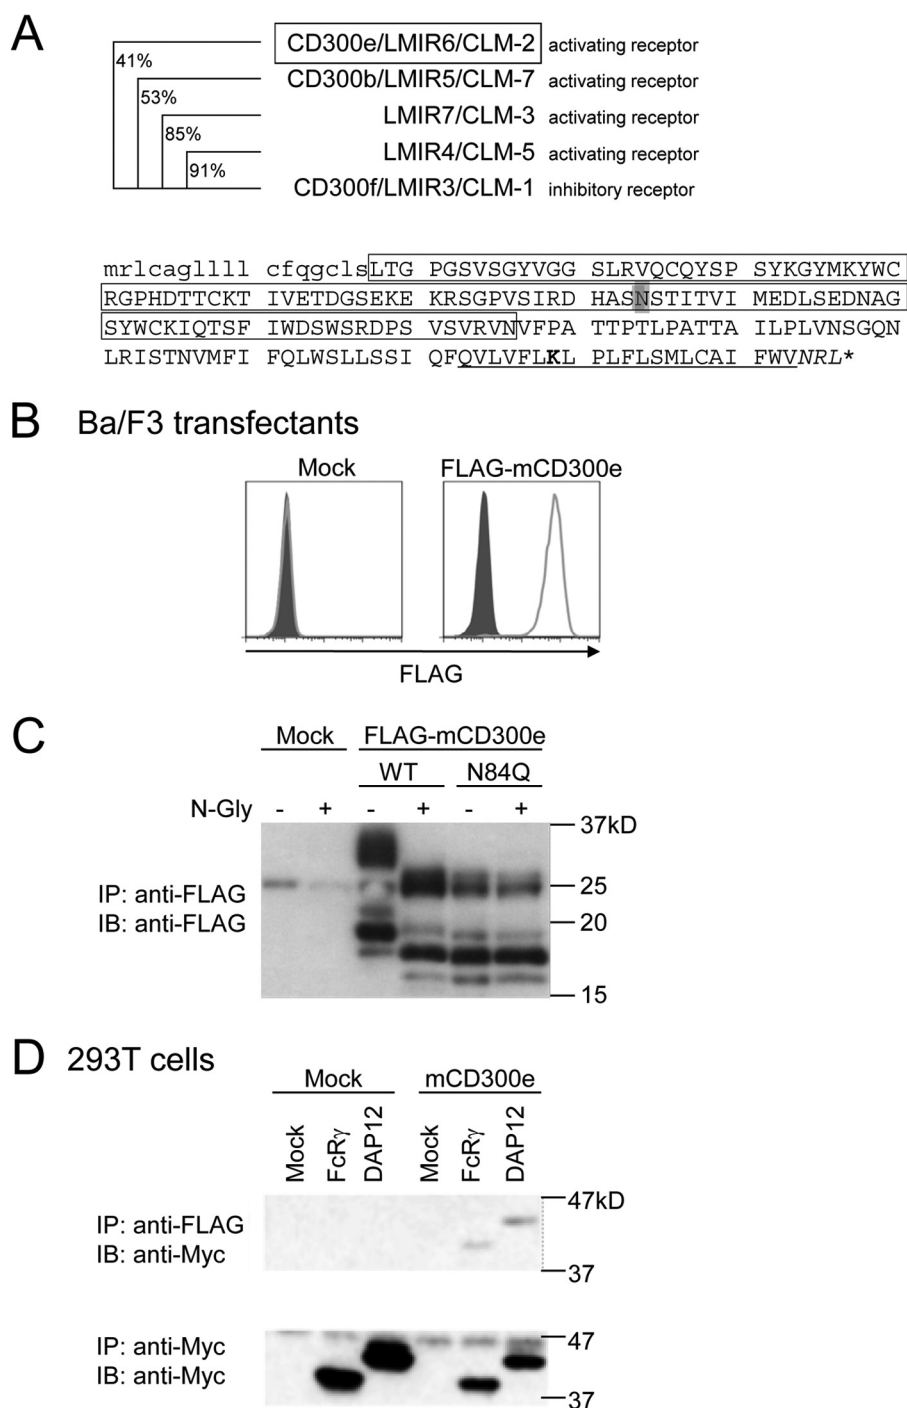 A
CD300e/LMIR6/CLM-2 activating receptor
41%
CD300b/LMIR5/CLM-7 activating receptor
53%
LMIR7/CLM-3 activating receptor
85%
LMIR4/CLM-5 activating receptor
91%
CD300f/LMIR3/CLM-1 inhibitory receptor
mrlcagllll cfqgclsLTG PGSVSGYVGG SLRVQCQYSP SYKGYMKYWC
RGPHDTTCKT IVETDGSEKE KRSGPVSIRD HASNSTITVI MEDLSEDNAG
SYWCKIQTSF IWDSWSRDPS VSVRVNVFPA TTPTLPATTA ILPLVNSGQN
LRISTNVMFI FQLWSLLSSI QFQVLVFLKL PLFLSMLCAI FWVNRL*
B Ba/F3 transfectants
Mock FLAG-mCD300e
FLAG
C
Mock FLAG-mCD300e
WT N84Q
N-Gly - + - + - +
37kD
IP: anti-FLAG 25
IB: anti-FLAG 20
15
D 293T cells
Mock mCD300e
Mock FcRγ DAP12 Mock FcRγ DAP12
47kD
IP: anti-FLAG
IB: anti-Myc
37
IP: anti-Myc 47
IB: anti-Myc
37